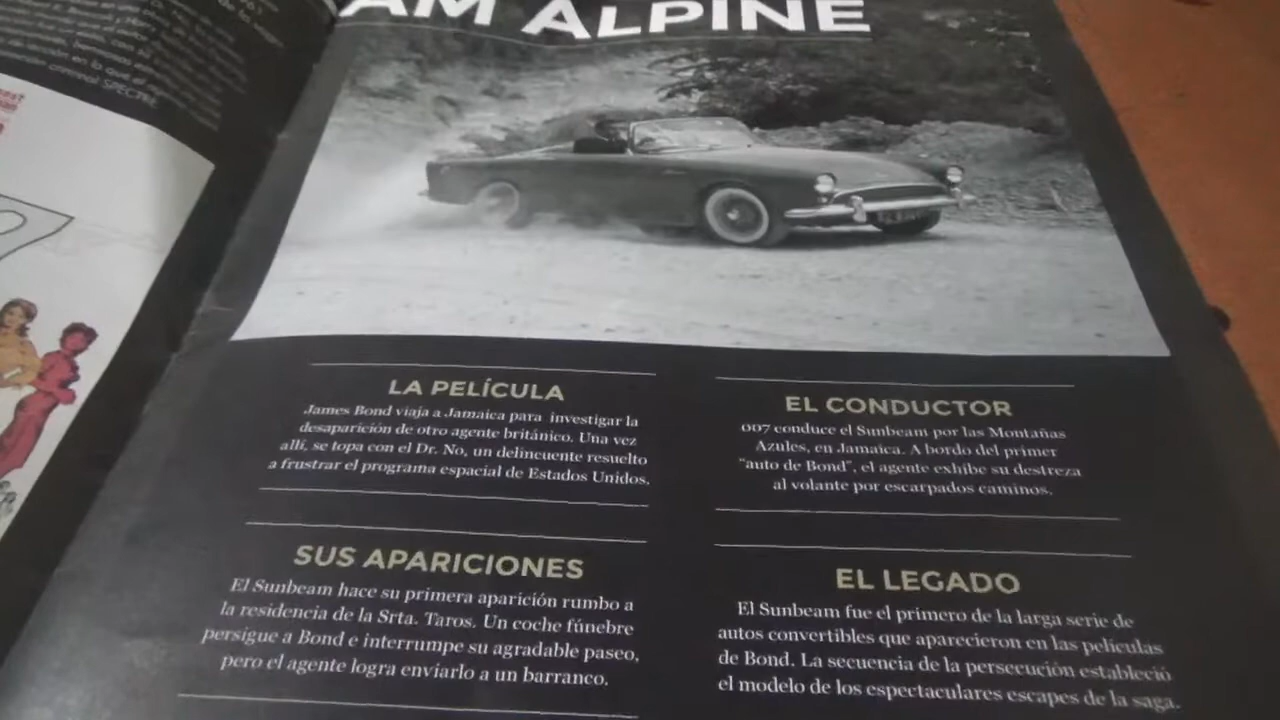 AM ALPINE
LA PELÍCULA
James Bond viaja a Jamaica para investigar la
desaparición de otro agente británico. Una vez
allí, se topa con el Dr. No, un delincuente resuelto
a frustrar el programa espacial de Estados Unidos.
EL CONDUCTOR
007 conduce el Sunbeam por las Montañas
Azules, en Jamaica. A bordo del primer
"auto de Bond", el agente exhibe su destreza
al volante por escarpados caminos.
SUS APARICIONES
El Sunbeam hace su primera aparición rumbo a
la residencia de la Srta. Taros. Un coche fúnebre
persigue a Bond e interrumpe su agradable paseo,
pero el agente logra enviarlo a un barranco.
EL LEGADO
El Sunbeam fue el primero de la larga serie de
autos convertibles que aparecieron en las películas
de Bond. La secuencia de la persecución estableció
el modelo de los espectaculares escapes de la saga.